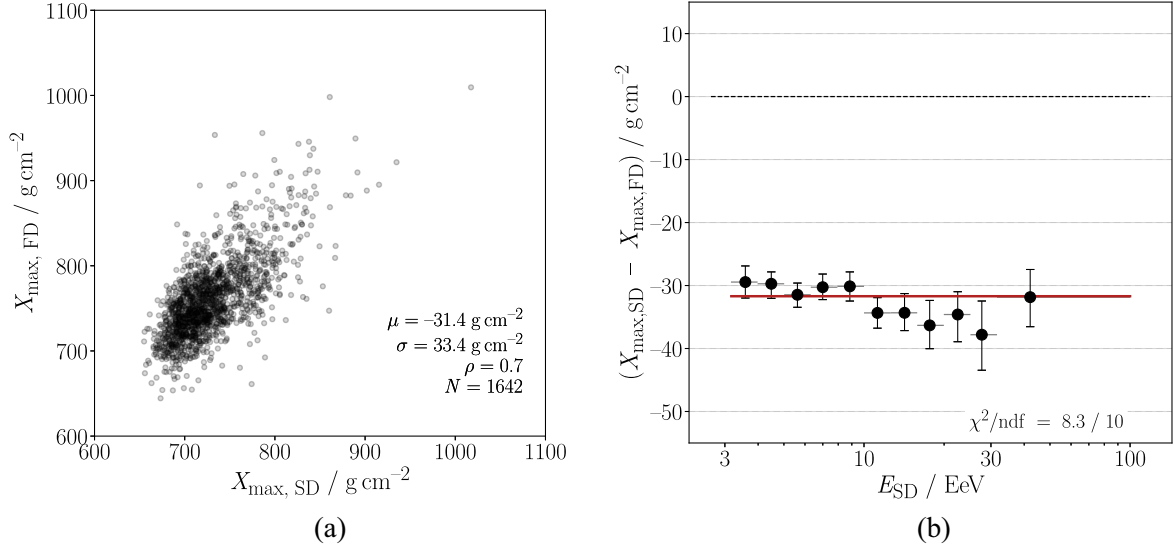 1100
1000
900
800
700
600
X_max, FD / g cm⁻²
μ = –31.4 g cm⁻²
σ = 33.4 g cm⁻²
ρ = 0.7
N = 1642
600 700 800 900 1000 1100
X_max, SD / g cm⁻²
(a)
10
0
−10
−20
−30
−40
−50
(X_max,SD − X_max,FD) / g cm⁻²
χ²/ndf = 8.3 / 10
3 10 30 100
E_SD / EeV
(b)